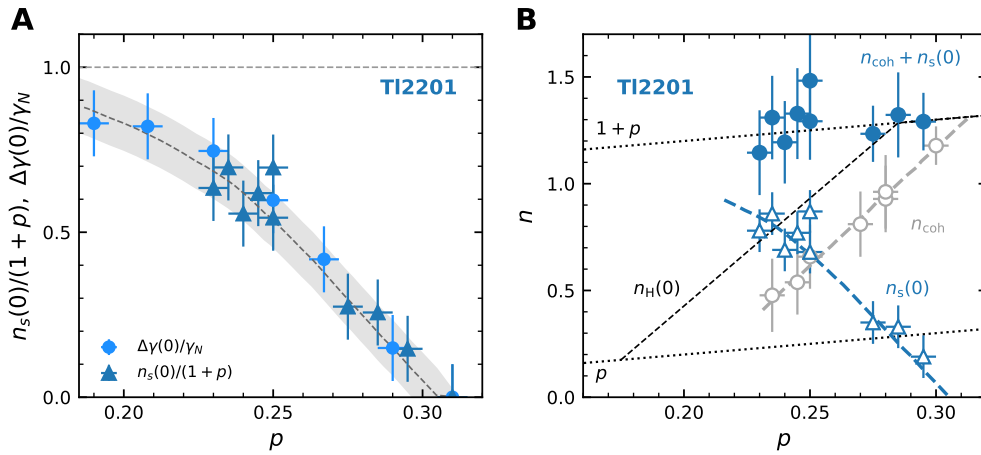 A
n_s(0)/(1+p), Δγ(0)/γ_N
1.0
0.5
0.0
Tl2201
Δγ(0)/γ_N
n_s(0)/(1+p)
0.20
0.25
0.30
p
B
n
1.5
1.0
0.5
0.0
Tl2201
n_coh + n_s(0)
1+p
n_coh
n_H(0)
n_s(0)
p
0.20
0.25
0.30
p